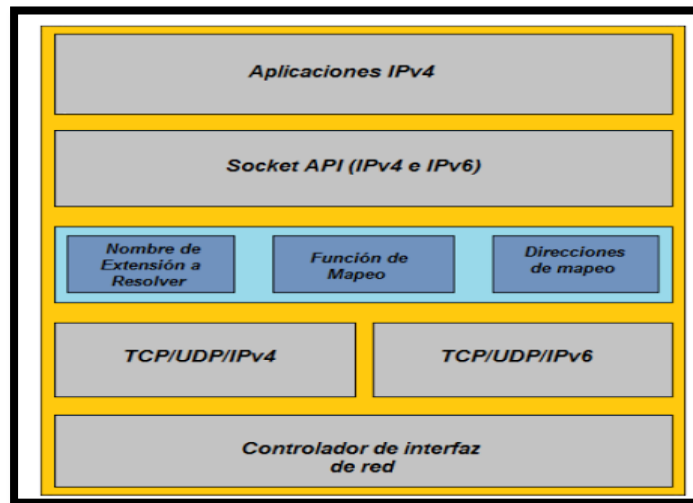 Aplicaciones IPv4
Socket API (IPv4 e IPv6)
Nombre de
Extensión a
Resolver
Función de
Mapeo
Direcciones
de mapeo
TCP/UDP/IPv4
TCP/UDP/IPv6
Controlador de interfaz
de red